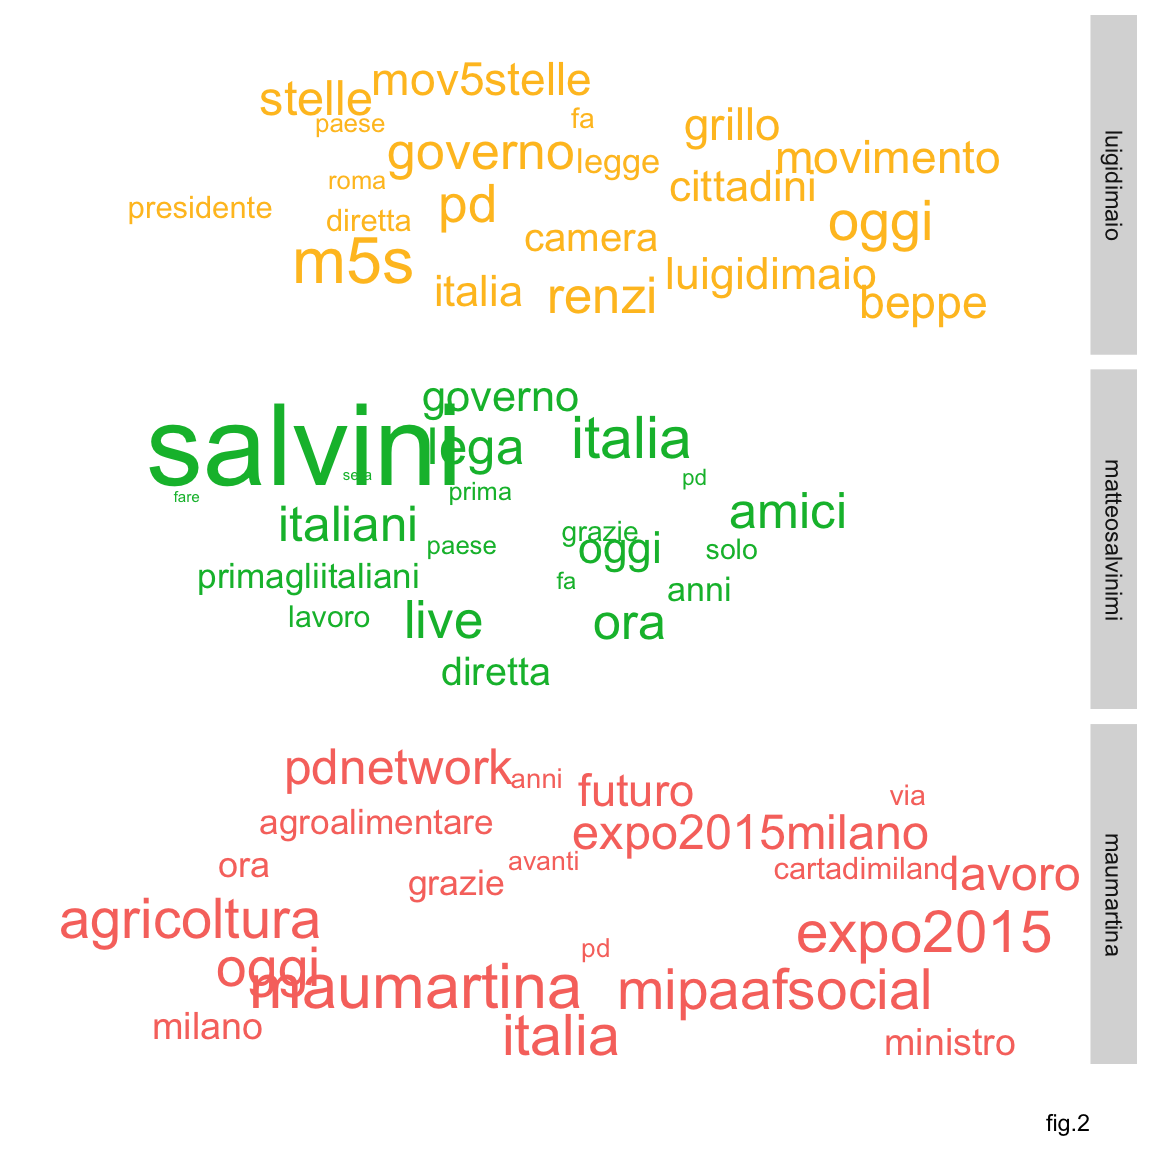 mov5stelle
stelle
paese
fa
grillo
governo
legge
movimento
roma
cittadini
presidente
diretta
pd
oggi
camera
m5s
luigidimaio
italia
renzi
beppe
luigidimaio
governo
salvini
lega
italia
sera
pd
fare
prima
amici
italiani
grazie
oggi
paese
solo
primagliitaliani
fa
anni
lavoro
live
ora
diretta
matteosalvinimi
pdnetwork
anni
futuro
via
agroalimentare
expo2015milano
ora
avanti
cartadimilano
lavoro
grazie
agricoltura
expo2015
oggi
pd
maumartina
mipaafsocial
milano
italia
ministro
maumartina
fig.2